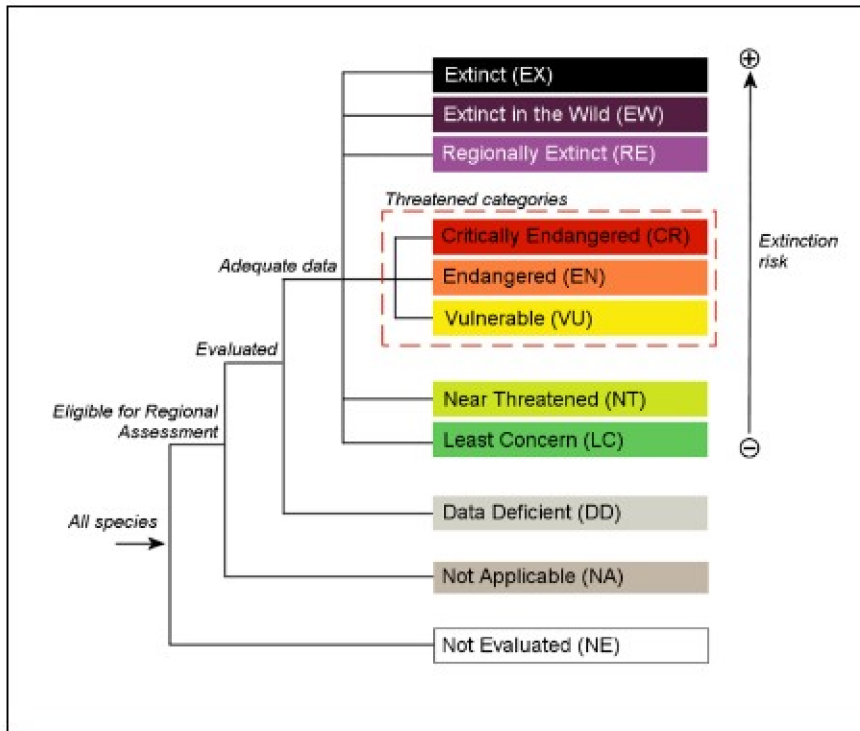 Extinct (EX)
Extinct in the Wild (EW)
Regionally Extinct (RE)
Threatened categories
Critically Endangered (CR)
Extinction
risk
Adequate data
Endangered (EN)
Vulnerable (VU)
Evaluated
Near Threatened (NT)
Eligible for Regional
Assessment
Least Concern (LC)
All species
Data Deficient (DD)
Not Applicable (NA)
Not Evaluated (NE)